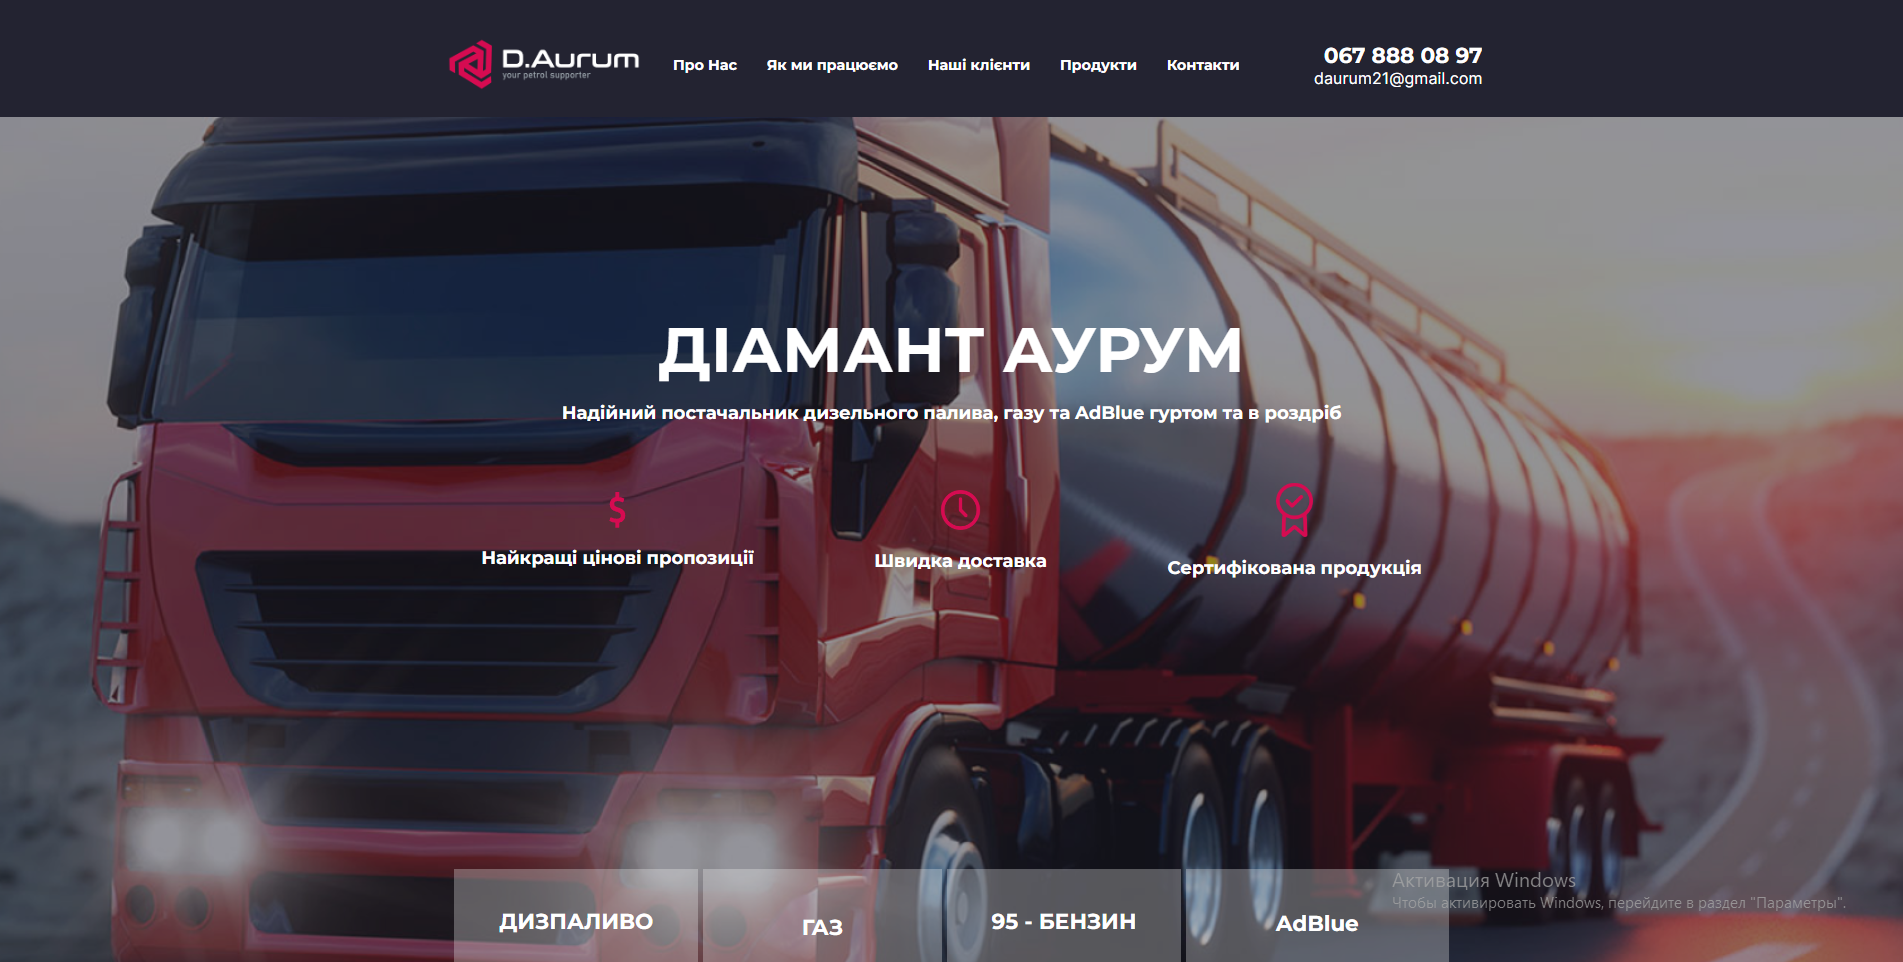 D.Aurum
your petrol supporter
Про Нас
Як ми працюємо
Наші клієнти
Продукти
Контакти
067 888 08 97
daurum21@gmail.com
ДІАМАНТ АУРУМ
Надійний постачальник дизельного палива, газу та AdBlue гуртом та в роздріб
Найкращі цінові пропозиції
Швидка доставка
Сертифікована продукція
ДИЗПАЛИВО
ГАЗ
95 - БЕНЗИН
AdBlue
Активация Windows
Чтобы активировать Windows, перейдите в раздел "Параметры".